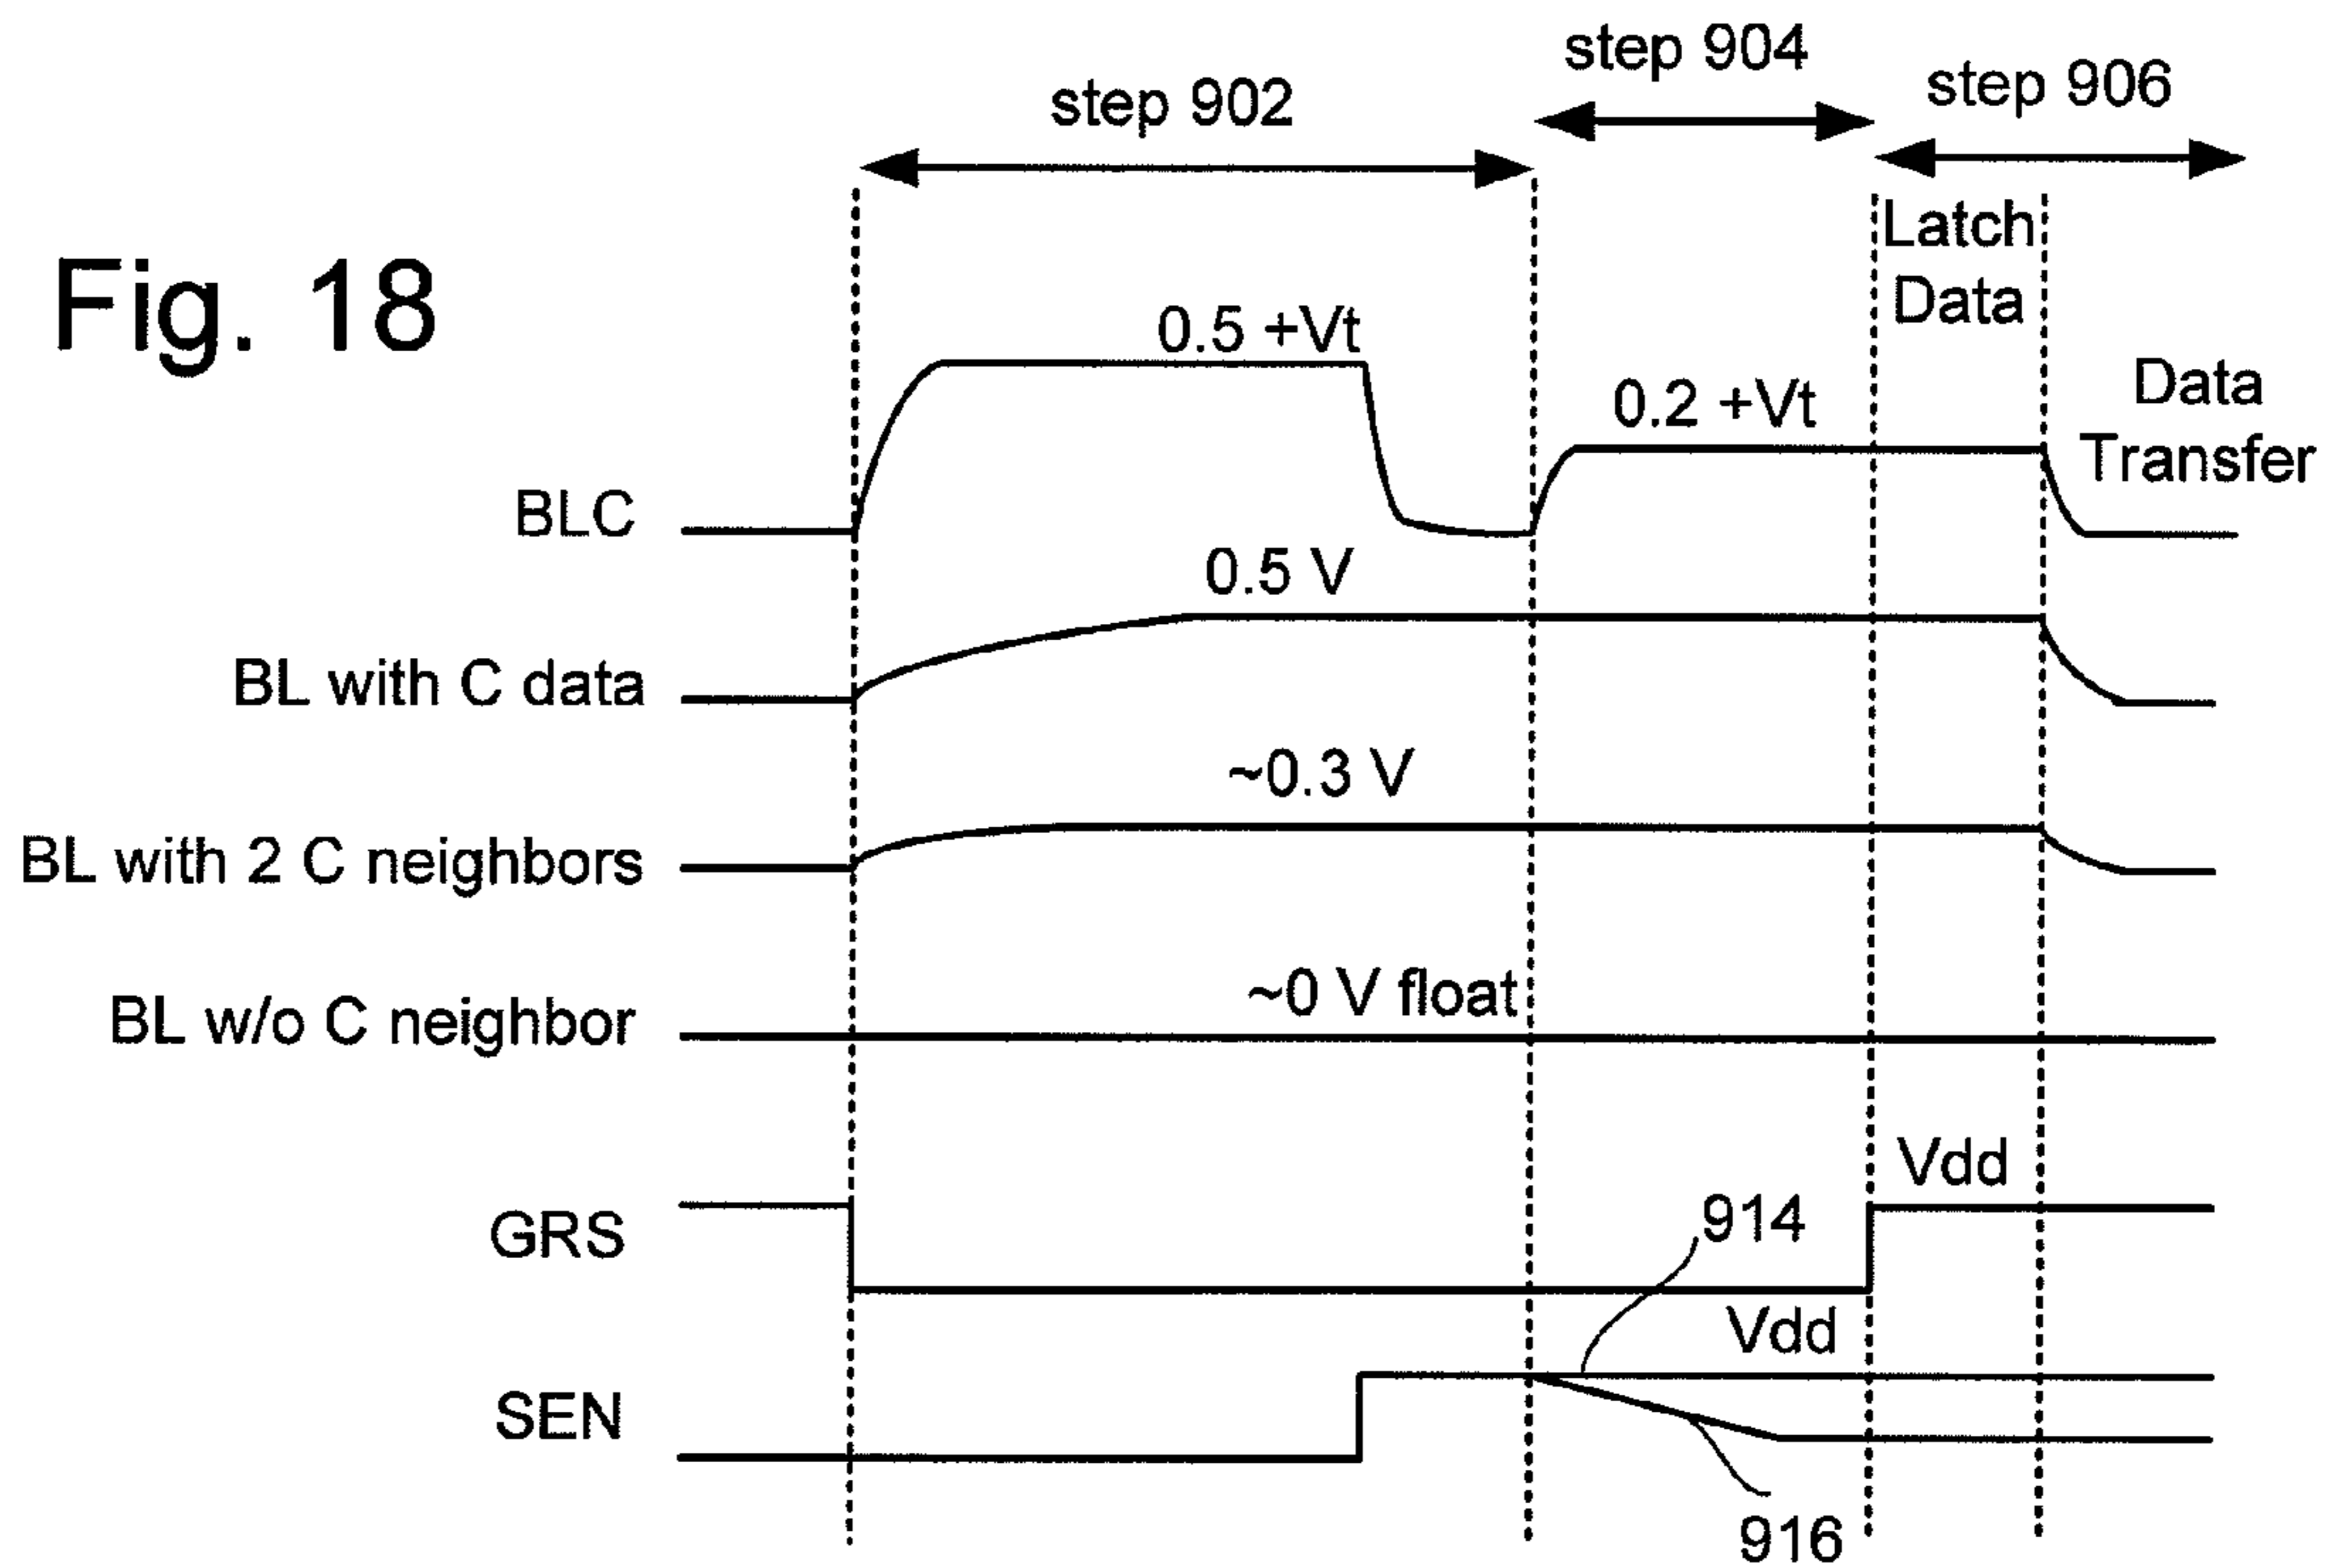 step 904
step 906
step 902
Latch
Data
Fig. 18
0.5 +Vt
0.2 +Vt
Data
Transfer
BLC
0.5 V
BL with C data
~0.3 V
BL with 2 C neighbors
~0 V float
BL w/o C neighbor
Vdd
914
GRS
Vdd
SEN
916